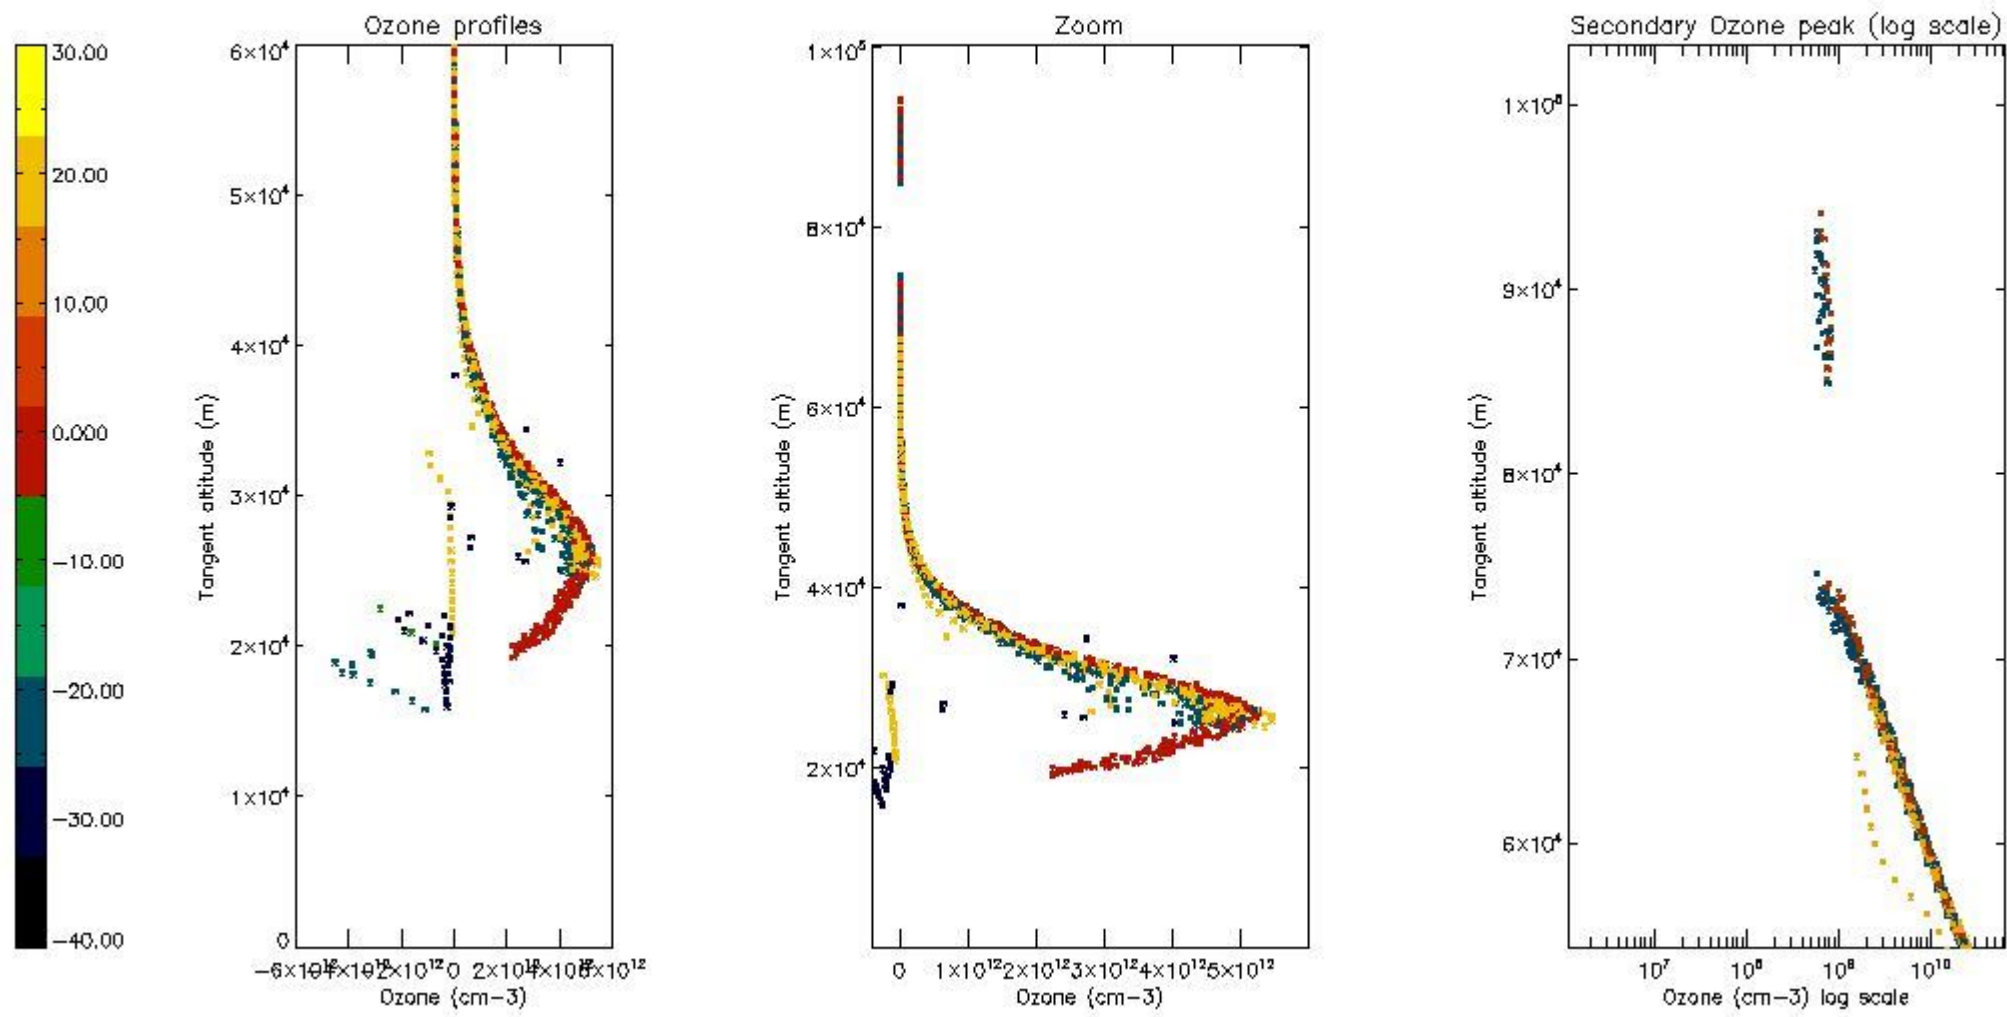 Ozone profiles
Zoom
Secondary Ozone peak (log scale)
30.00
20.00
10.00
0.000
-10.00
-20.00
-30.00
-40.00
6×10⁴
5×10⁴
4×10⁴
3×10⁴
2×10⁴
1×10⁴
0
Tangent altitude (m)
0
Ozone (cm-3)
1×10⁵
8×10⁴
6×10⁴
4×10⁴
2×10⁴
Tangent altitude (m)
0 1×10¹² 2×10¹² 3×10¹² 4×10¹² 5×10¹²
Ozone (cm-3)
9×10⁴
8×10⁴
7×10⁴
6×10⁴
Tangent altitude (m)
10⁷ 10¹⁰
Ozone (cm-3) log scale